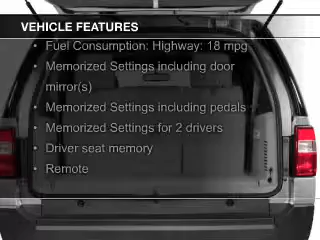 VEHICLE FEATURES
• Fuel Consumption: Highway: 18 mpg
• Memorized Settings including door
mirror(s)
• Memorized Settings including pedals
• Memorized Settings for 2 drivers
• Driver seat memory
• Remote